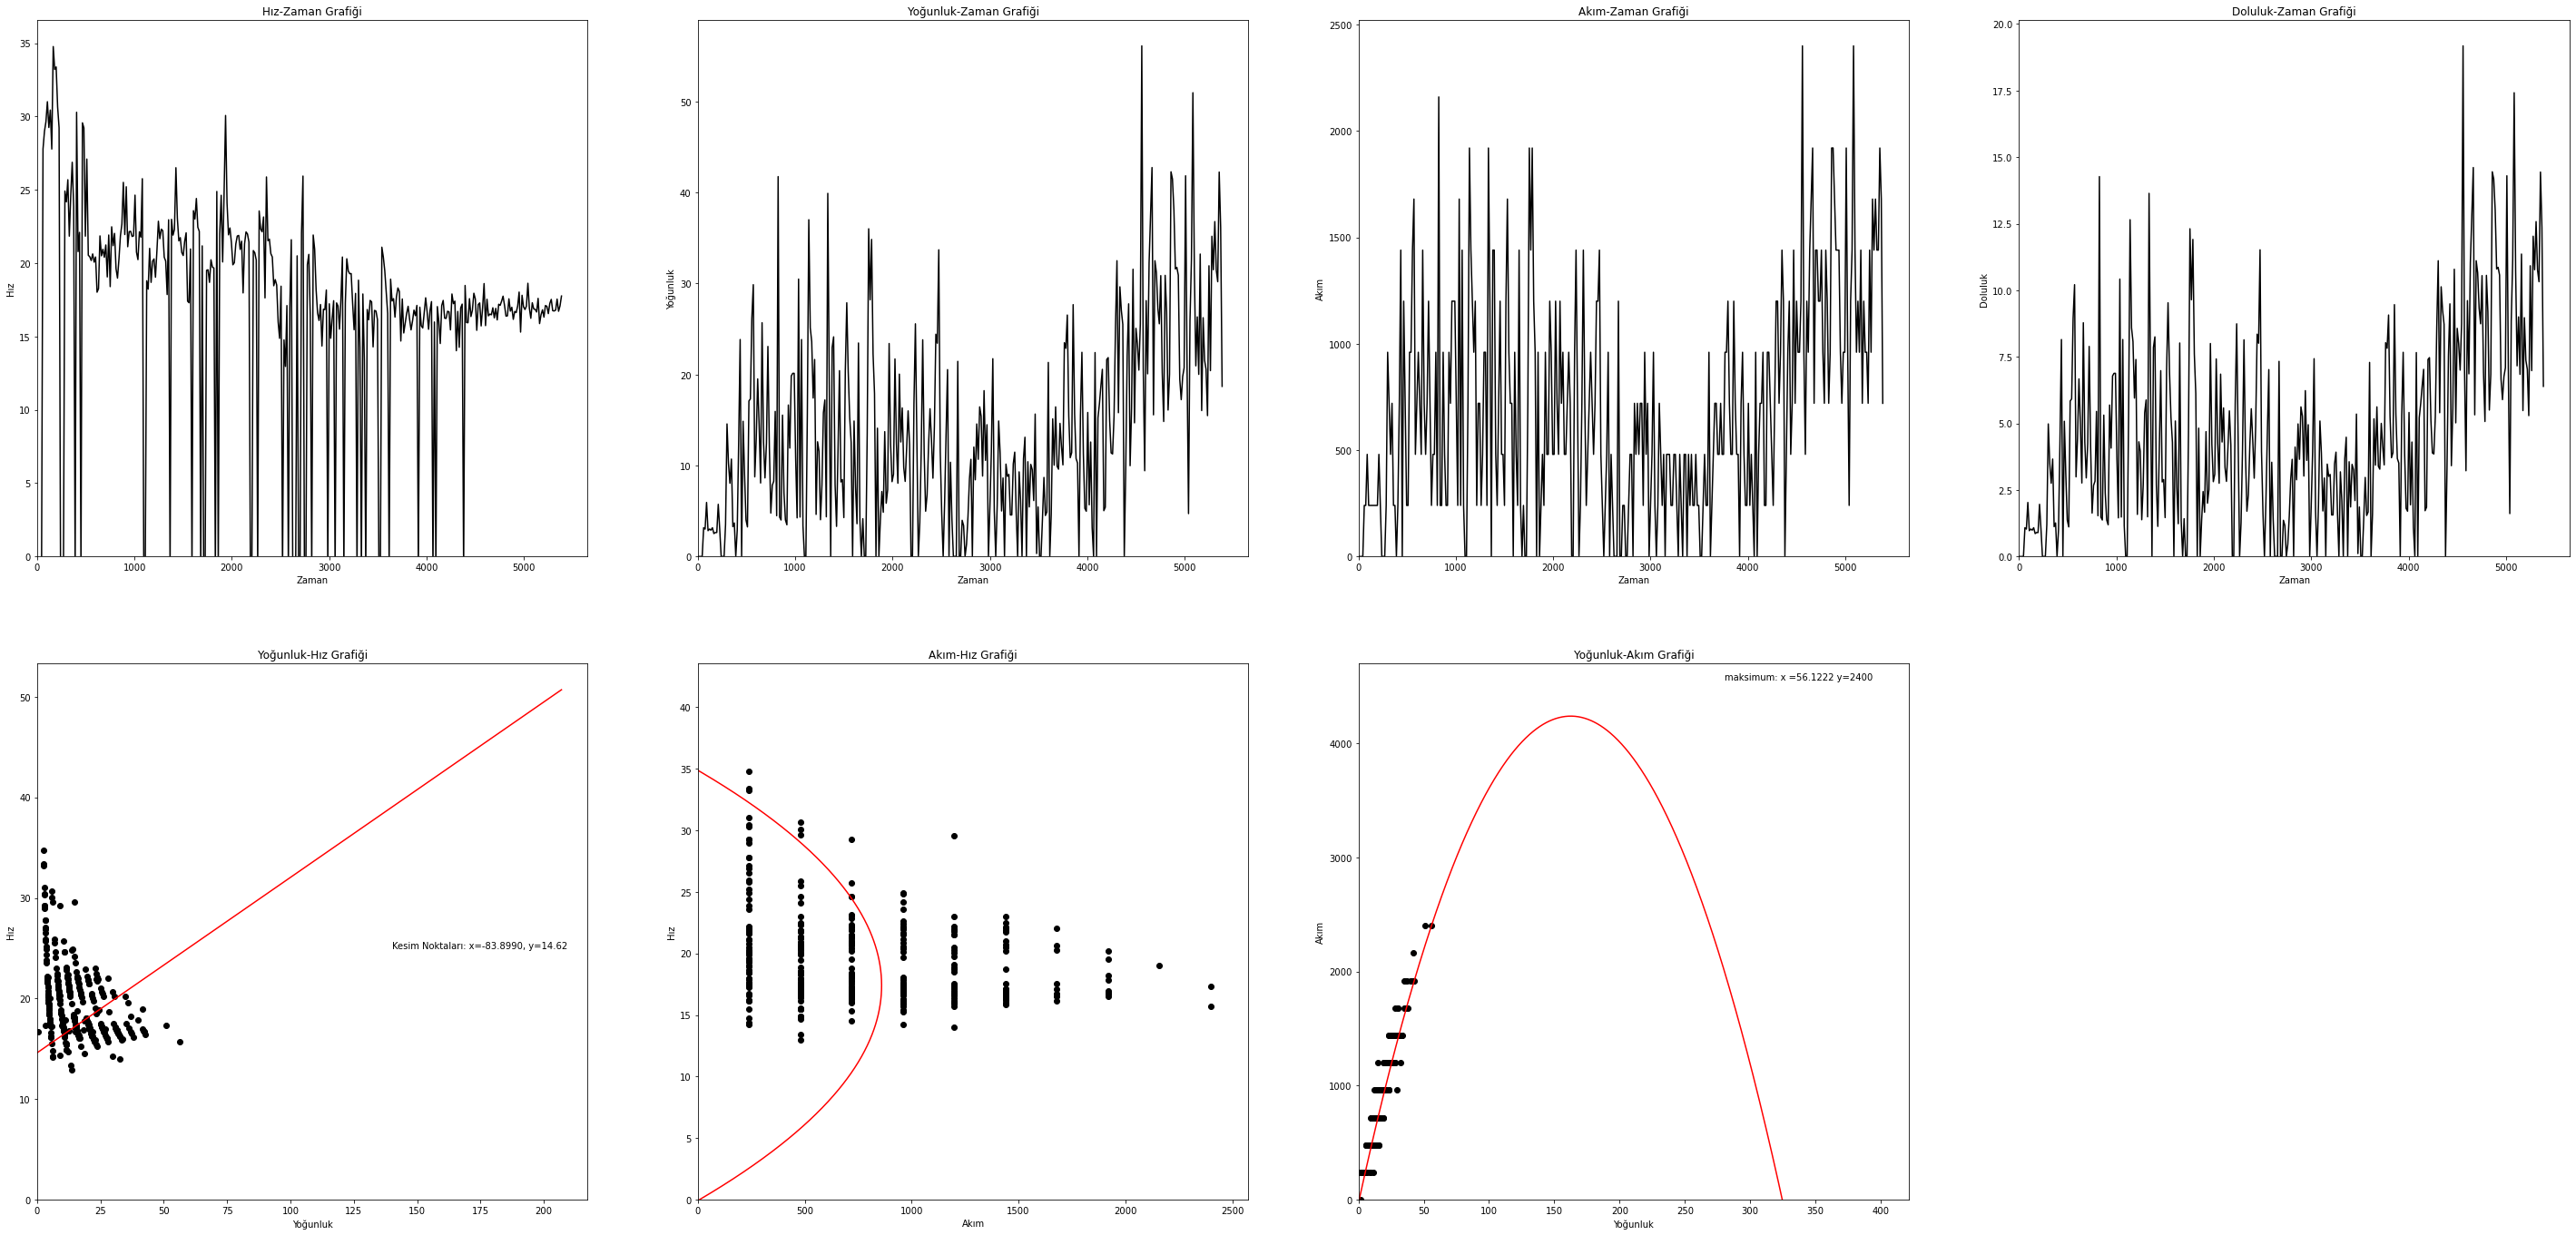 Hız-Zaman Grafiği
Hız
0 5 10 15 20 25 30 35
0 1000 2000 3000 4000 5000
Zaman
Yoğunluk-Zaman Grafiği
Yoğunluk
0 10 20 30 40 50
0 1000 2000 3000 4000 5000
Zaman
Akım-Zaman Grafiği
Akım
0 500 1000 1500 2000 2500
0 1000 2000 3000 4000 5000
Zaman
Doluluk-Zaman Grafiği
Doluluk
0.0 2.5 5.0 7.5 10.0 12.5 15.0 17.5 20.0
0 1000 2000 3000 4000 5000
Zaman
Yoğunluk-Hız Grafiği
Hız
0 10 20 30 40 50
Kesim Noktaları: x=-83.8990, y=14.62
0 25 50 75 100 125 150 175 200
Yoğunluk
Akım-Hız Grafiği
Hız
0 5 10 15 20 25 30 35 40
0 500 1000 1500 2000 2500
Akım
Yoğunluk-Akım Grafiği
maksimum: x =56.1222 y=2400
Akım
0 1000 2000 3000 4000
0 50 100 150 200 250 300 350 400
Yoğunluk